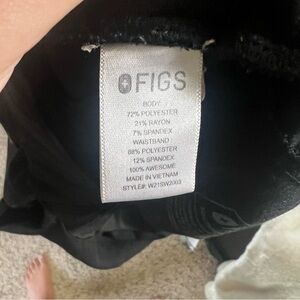 FIGS
BODY
72% POLYESTER
21% RAYON
7% SPANDEX
WAISTBAND
88% POLYESTER
12% SPANDEX
100% AWESOME
MADE IN VIETNAM
STYLE#: W21SW2003